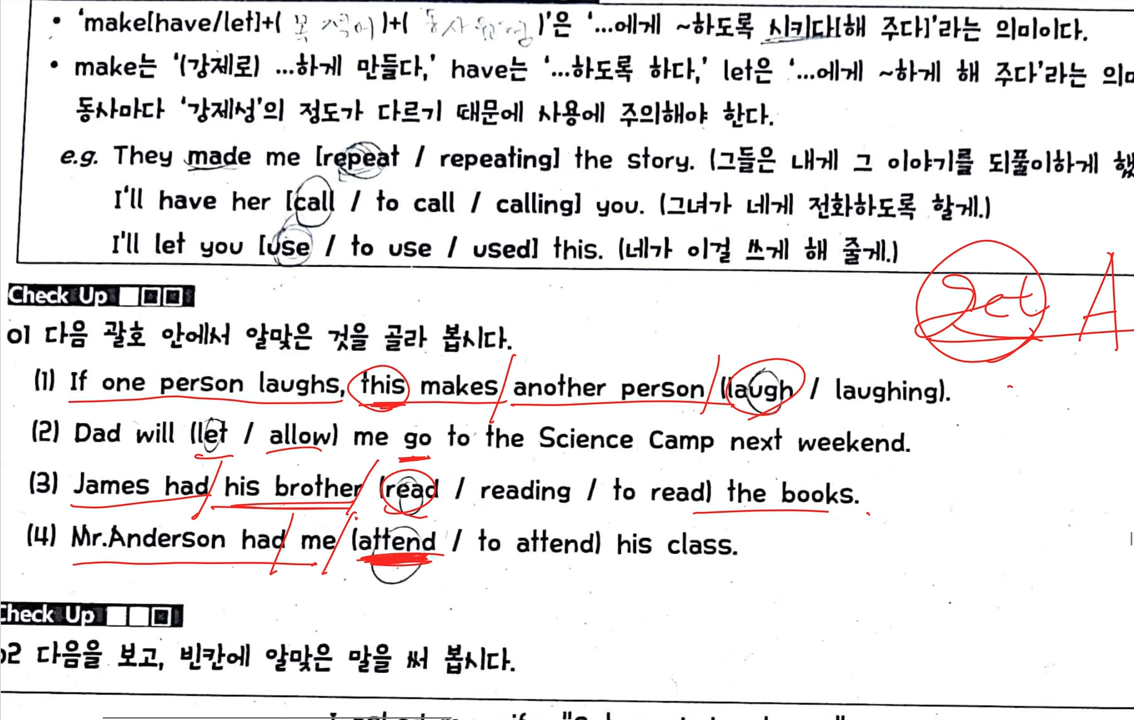 • 'make[have/let]+( 목적어 )+( 동사원형 )'은 '...에게 ~하도록 시키다[해 주다]'라는 의미이다.
• make는 '(강제로) ...하게 만들다,' have는 '...하도록 하다,' let은 '...에게 ~하게 해 주다'라는
동사마다 '강제성'의 정도가 다르기 때문에 사용에 주의해야 한다.
e.g. They made me [repeat / repeating] the story. (그들은 내게 그 이야기를 되풀이하게
I'll have her [call / to call / calling] you. (그녀가 네게 전화하도록 할게.)
I'll let you [use / to use / used] this. (네가 이걸 쓰게 해 줄게.)
Check Up
A
01 다음 괄호 안에서 알맞은 것을 골라 봅시다.
(1) If one person laughs, this makes another person (laugh / laughing).
(2) Dad will (let / allow) me go to the Science Camp next weekend.
(3) James had his brother (read / reading / to read) the books.
(4) Mr.Anderson had me (attend / to attend) his class.
Check Up
02 다음을 보고, 빈칸에 알맞은 말을 써 봅시다.